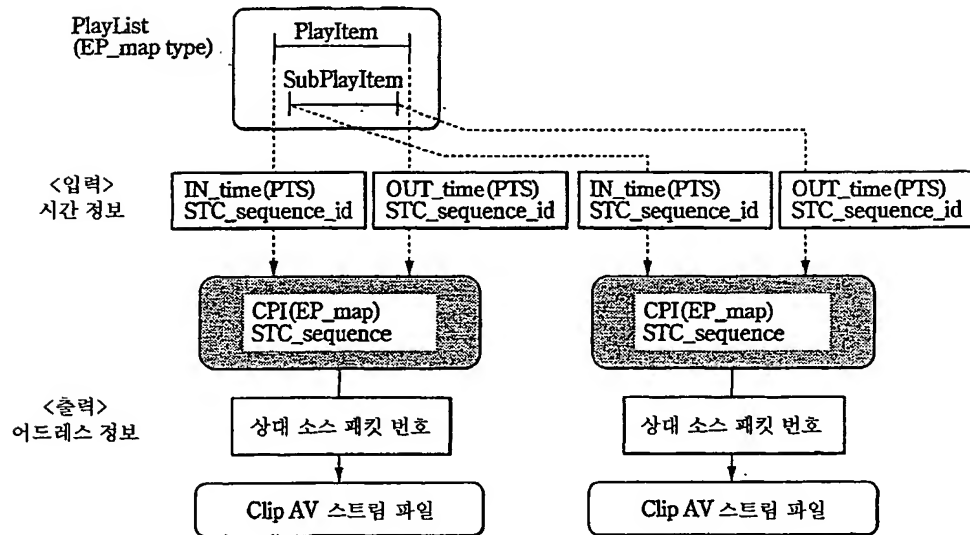 PlayList
(EP_map type)
PlayItem
SubPlayItem
<입력>
시간 정보
IN_time(PTS)
STC_sequence_id
OUT_time(PTS)
STC_sequence_id
IN_time(PTS)
STC_sequence_id
OUT_time(PTS)
STC_sequence_id
CPI(EP_map)
STC_sequence
CPI(EP_map)
STC_sequence
<출력>
어드레스 정보
상대 소스 패킷 번호
상대 소스 패킷 번호
Clip AV 스트림 파일
Clip AV 스트림 파일